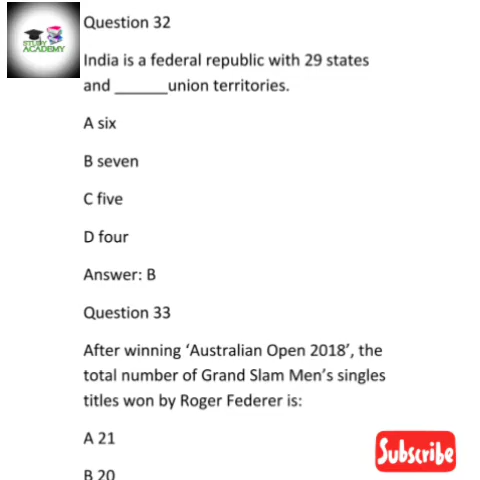 STUDY
ACADEMY
Question 32
India is a federal republic with 29 states
and ______union territories.
A six
B seven
C five
D four
Answer: B
Question 33
After winning ‘Australian Open 2018’, the
total number of Grand Slam Men’s singles
titles won by Roger Federer is:
A 21
B 20
Subscribe